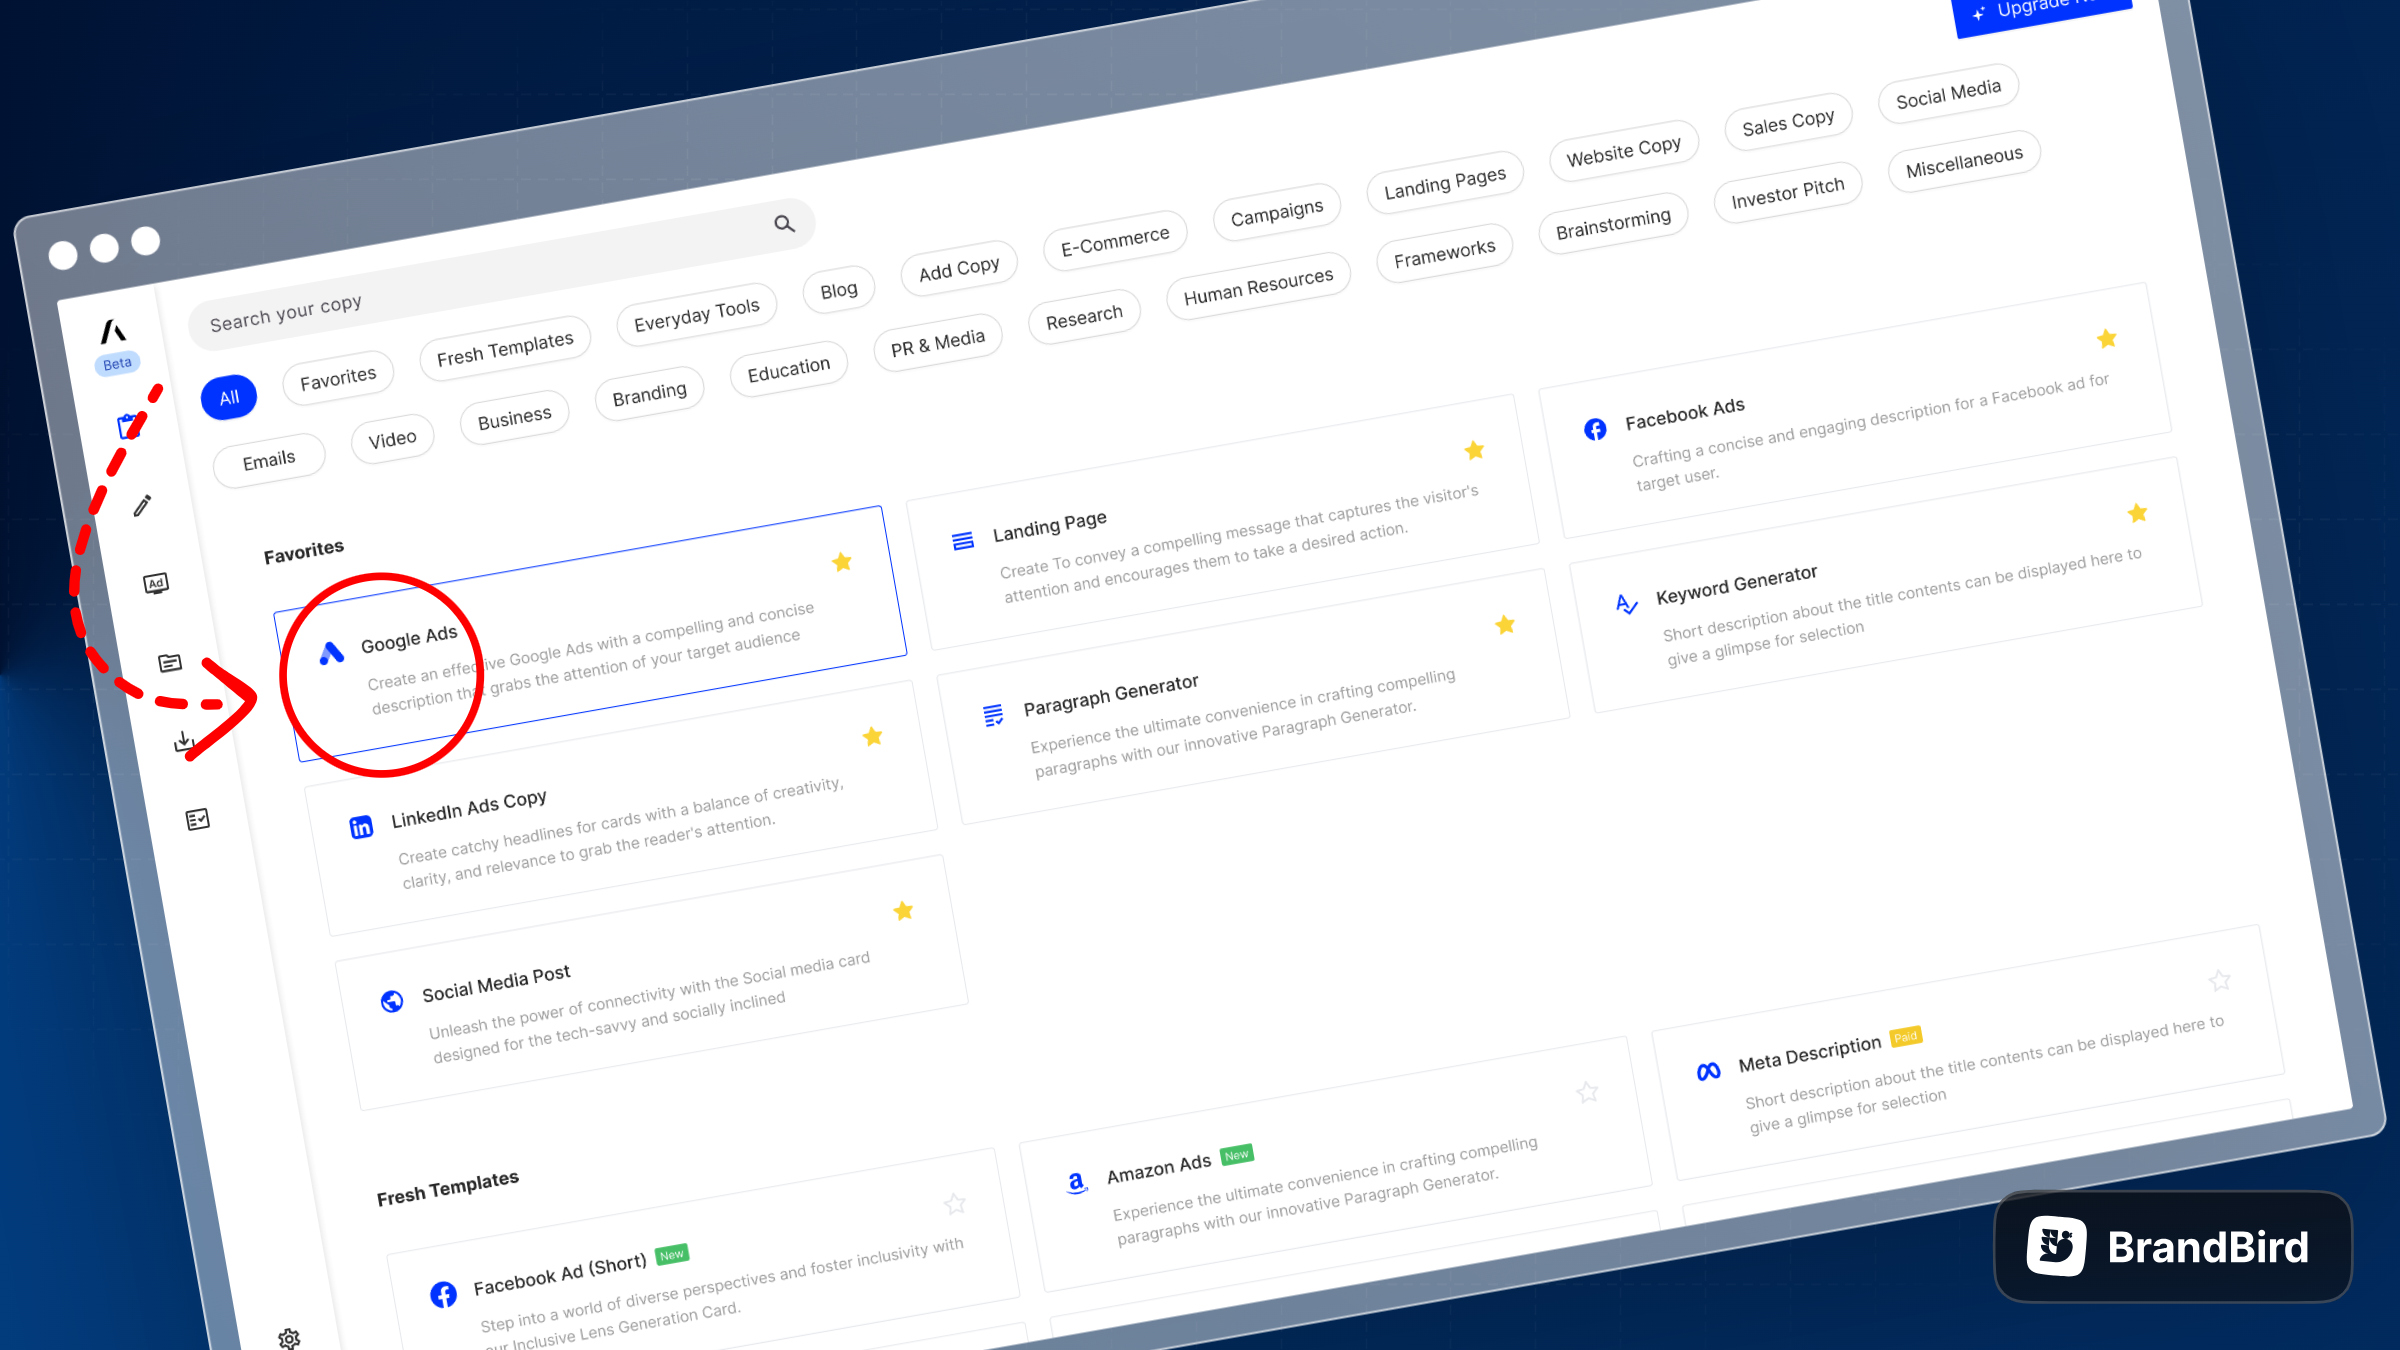 Upgrade
Search your copy
Beta
All
Favorites
Fresh Templates
Everyday Tools
Blog
Add Copy
E-Commerce
Campaigns
Landing Pages
Website Copy
Sales Copy
Social Media
Emails
Video
Business
Branding
Education
PR & Media
Research
Human Resources
Frameworks
Brainstorming
Investor Pitch
Miscellaneous
Ad
Favorites
Google Ads
Create an effective Google Ads with a compelling and concise
description that grabs the attention of your target audience
Landing Page
Create To convey a compelling message that captures the visitor's
attention and encourages them to take a desired action.
Facebook Ads
Crafting a concise and engaging description for a Facebook ad for
target user.
LinkedIn Ads Copy
Create catchy headlines for cards with a balance of creativity,
clarity, and relevance to grab the reader's attention.
Paragraph Generator
Experience the ultimate convenience in crafting compelling
paragraphs with our innovative Paragraph Generator.
Keyword Generator
Short description about the title contents can be displayed here to
give a glimpse for selection
Social Media Post
Unleash the power of connectivity with the Social media card
designed for the tech-savvy and socially inclined
Fresh Templates
Facebook Ad (Short) New
Step into a world of diverse perspectives and foster inclusivity with
our Inclusive Lens Generation Card.
Amazon Ads New
Experience the ultimate convenience in crafting compelling
paragraphs with our innovative Paragraph Generator.
Meta Description Paid
Short description about the title contents can be displayed here to
give a glimpse for selection
BrandBird